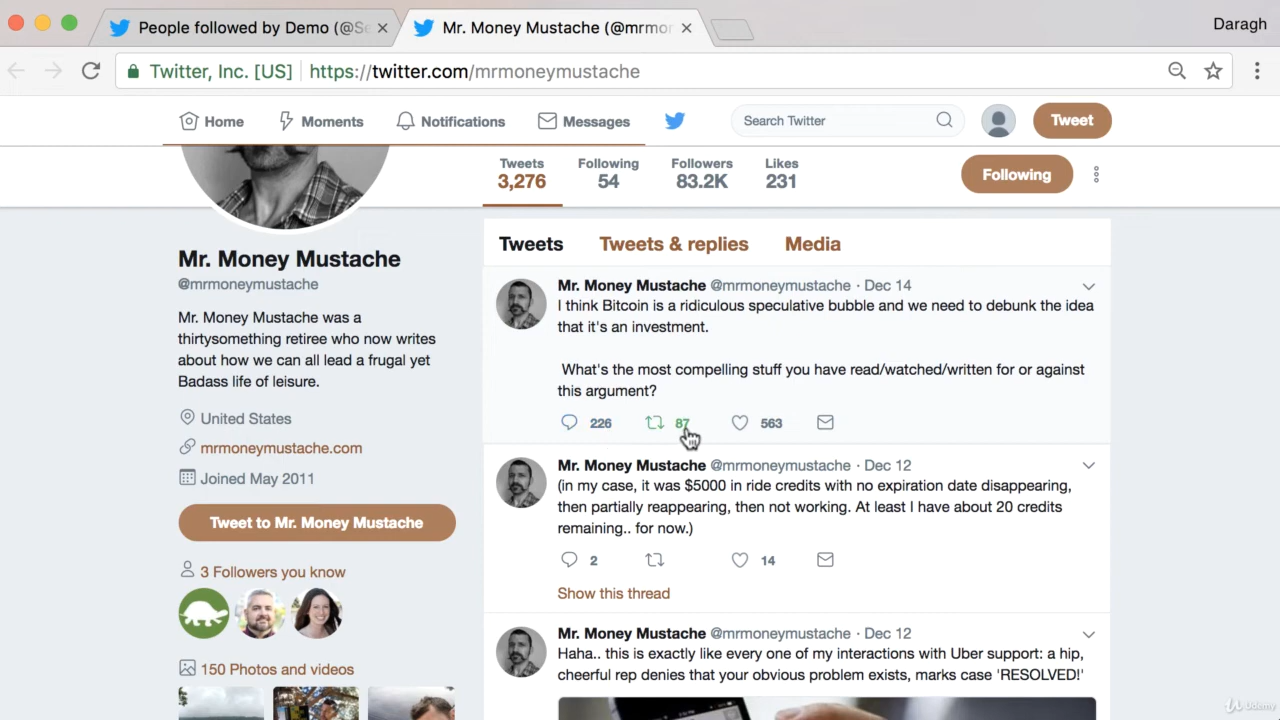 People followed by Demo (@Se
Mr. Money Mustache (@mrmor
Daragh
Twitter, Inc. [US]
https://twitter.com/mrmoneymustache
Home
Moments
Notifications
Messages
Search Twitter
Tweet
Tweets
3,276
Following
54
Followers
83.2K
Likes
231
Following
Mr. Money Mustache
@mrmoneymustache
Mr. Money Mustache was a
thirtysomething retiree who now writes
about how we can all lead a frugal yet
Badass life of leisure.
United States
mrmoneymustache.com
Joined May 2011
Tweet to Mr. Money Mustache
3 Followers you know
150 Photos and videos
Tweets
Tweets & replies
Media
Mr. Money Mustache @mrmoneymustache · Dec 14
I think Bitcoin is a ridiculous speculative bubble and we need to debunk the idea
that it's an investment.
What's the most compelling stuff you have read/watched/written for or against
this argument?
226
87
563
Mr. Money Mustache @mrmoneymustache · Dec 12
(in my case, it was $5000 in ride credits with no expiration date disappearing,
then partially reappearing, then not working. At least I have about 20 credits
remaining.. for now.)
2
14
Show this thread
Mr. Money Mustache @mrmoneymustache · Dec 12
Haha.. this is exactly like every one of my interactions with Uber support: a hip,
cheerful rep denies that your obvious problem exists, marks case 'RESOLVED!'
Udemy